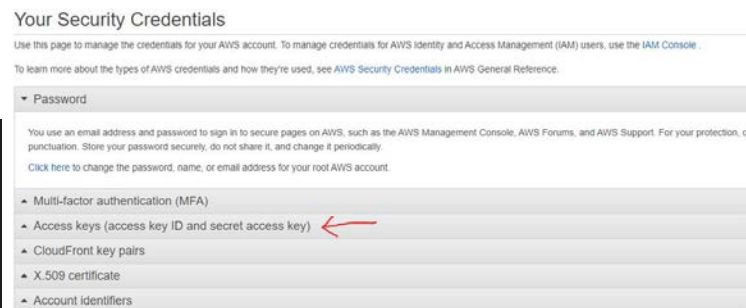 Your Security Credentials
Use this page to manage the credentials for your AWS account. To manage credentials for AWS Identity and Access Management (IAM) users, use the IAM Console .
To learn more about the types of AWS credentials and how they're used, see AWS Security Credentials in AWS General Reference.
Password
You use an email address and password to sign in to secure pages on AWS, such as the AWS Management Console, AWS Forums, and AWS Support. For your protection, c
punctuation. Store your password securely, do not share it, and change it periodically.
Click here to change the password, name, or email address for your root AWS account.
Multi-factor authentication (MFA)
Access keys (access key ID and secret access key)
CloudFront key pairs
X.509 certificate
Account identifiers